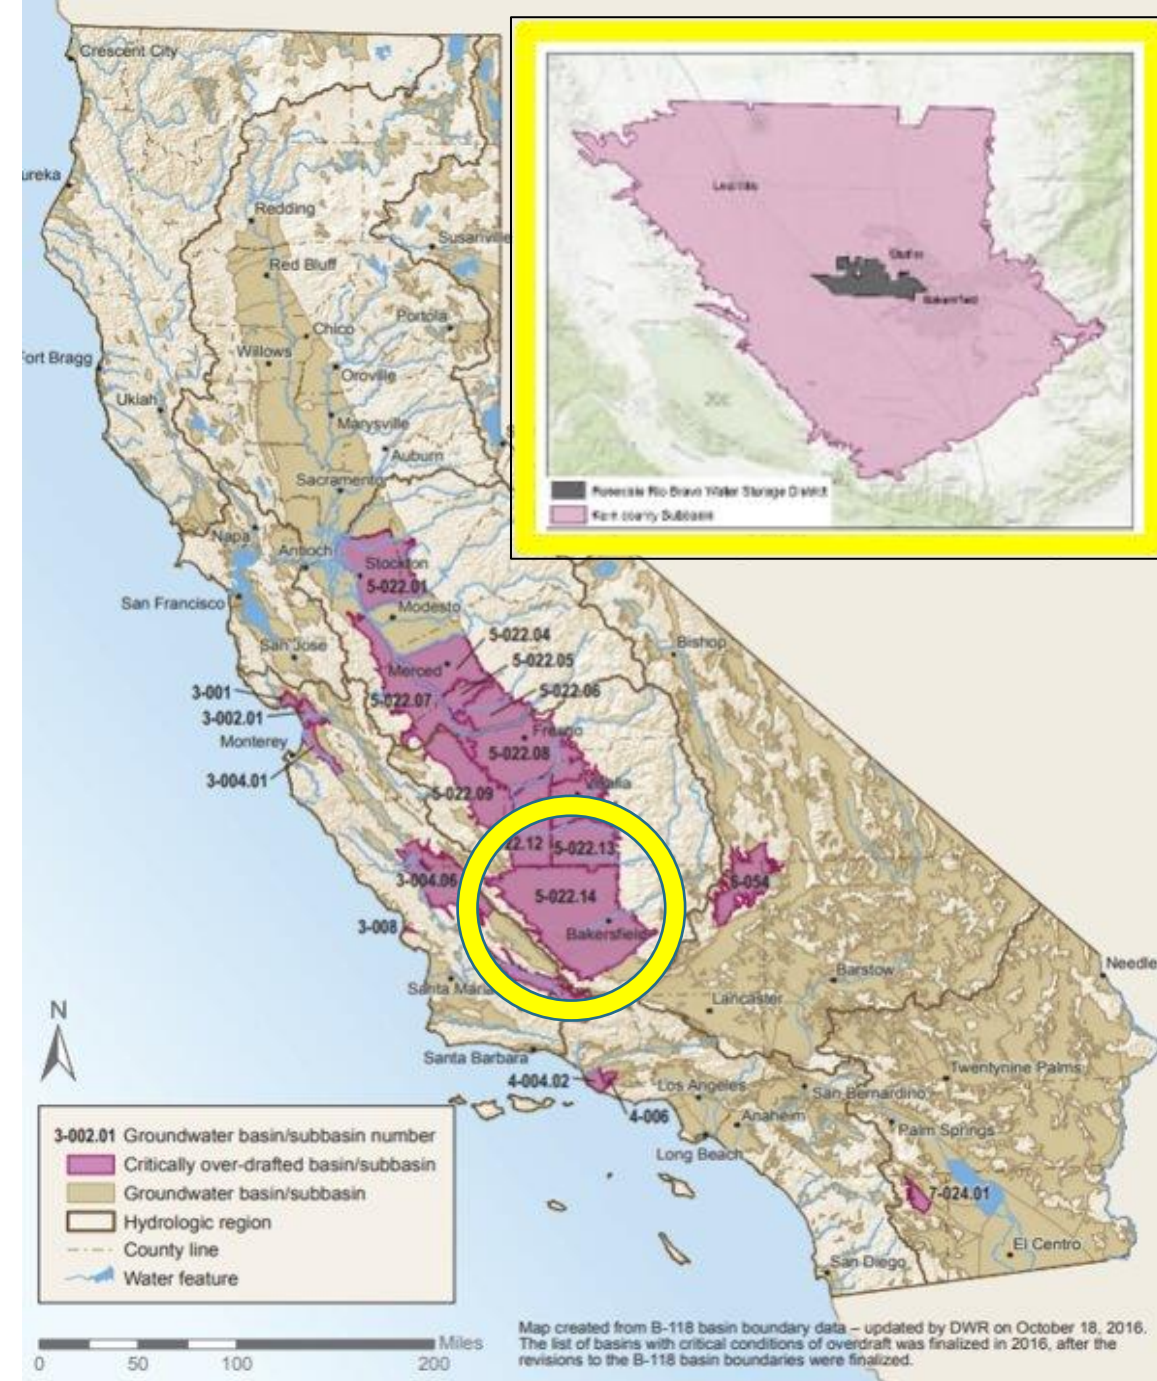 Crescent City
ureka
Redding
Susanville
Red Bluff
Portola
Chico
ort Bragg
Willows
Oroville
Ukiah
Marysville
Auburn
Sacramento
Napa
Antioch
Stockton
5-022.01
San Francisco
Modesto
San Jose
5-022.04
Bishop
Merced
5-022.05
3-001
5-022.07
5-022.06
3-002.01
Fresno
Monterey
5-022.08
3-004.01
5-022.09
22.12
5-022.13
3-004.06
5-022.14
6-054
3-008
Bakersfield
Barstow
Needle
Santa Maria
Lancaster
Santa Barbara
4-004.02
Los Angeles
Twentynine Palms
San Bernardino
4-006
Anaheim
Palm Springs
Long Beach
7-024.01
El Centro
San Diego
Shafter
Bakersfield
Rosedale Rio Bravo Water Storage District
Kern county Subbasin
N
3-002.01 Groundwater basin/subbasin number
Critically over-drafted basin/subbasin
Groundwater basin/subbasin
Hydrologic region
County line
Water feature
Miles
0 50 100 200
Map created from B-118 basin boundary data – updated by DWR on October 18, 2016.
The list of basins with critical conditions of overdraft was finalized in 2016, after the
revisions to the B-118 basin boundaries were finalized.